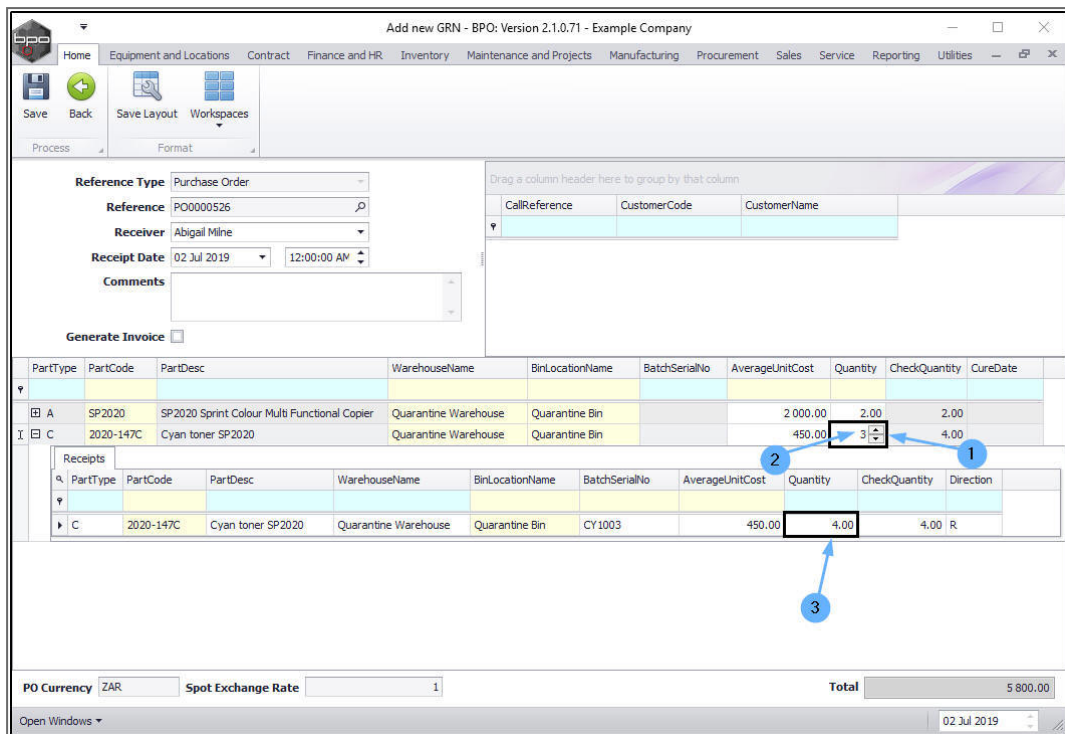 bpo
Add new GRN - BPO: Version 2.1.0.71 - Example Company
Home Equipment and Locations Contract Finance and HR Inventory Maintenance and Projects Manufacturing Procurement Sales Service Reporting Utilities
Save Back Save Layout Workspaces
Process Format
Reference Type Purchase Order
Reference PO0000526
Receiver Abigail Milne
Receipt Date 02 Jul 2019 12:00:00 AM
Comments
Generate Invoice
Drag a column header here to group by that column
CallReference CustomerCode CustomerName
PartType PartCode PartDesc WarehouseName BinLocationName BatchSerialNo AverageUnitCost Quantity CheckQuantity CureDate
A SP2020 SP2020 Sprint Colour Multi Functional Copier Quarantine Warehouse Quarantine Bin 2 000.00 2.00 2.00
C 2020-147C Cyan toner SP2020 Quarantine Warehouse Quarantine Bin 450.00 3 4.00
2 1
Receipts
PartType PartCode PartDesc WarehouseName BinLocationName BatchSerialNo AverageUnitCost Quantity CheckQuantity Direction
C 2020-147C Cyan toner SP2020 Quarantine Warehouse Quarantine Bin CY1003 450.00 4.00 4.00 R
3
PO Currency ZAR Spot Exchange Rate 1 Total 5 800.00
Open Windows 02 Jul 2019